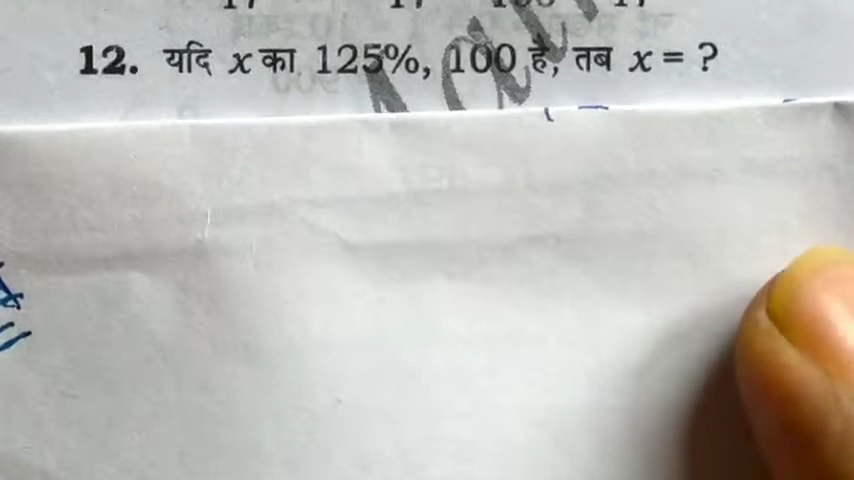 12. यदि x का 125%, 100 है, तब x = ?